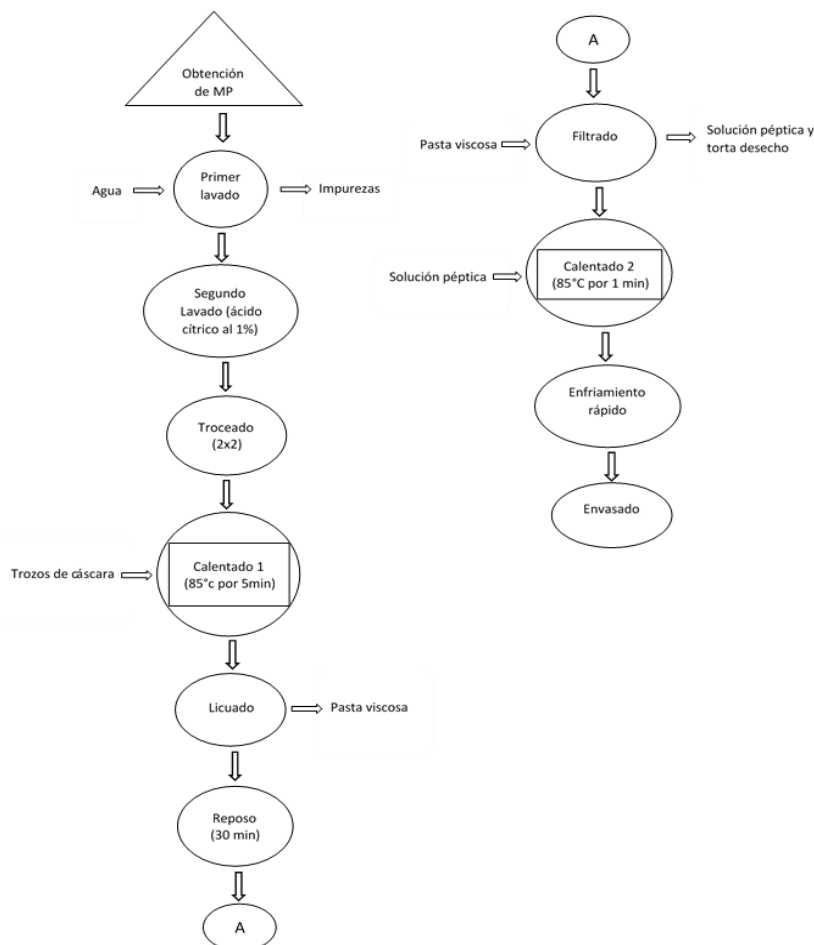 Obtención
de MP
Agua
Primer
lavado
Impurezas
Segundo
Lavado (ácido
cítrico al 1%)
Troceado
(2x2)
Trozos de cáscara
Calentado 1
(85°c por 5min)
Licuado
Pasta viscosa
Reposo
(30 min)
A
A
Pasta viscosa
Filtrado
Solución péptica y
torta desecho
Solución péptica
Calentado 2
(85°C por 1 min)
Enfriamiento
rápido
Envasado